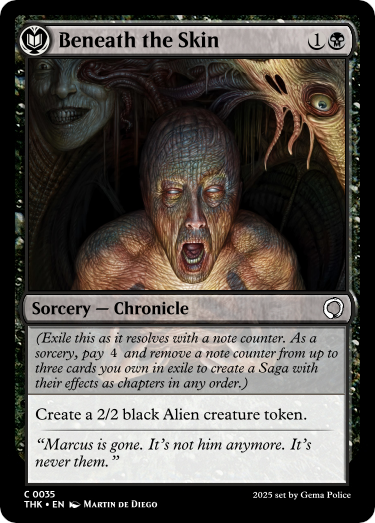 Beneath the Skin 1
Sorcery — Chronicle
(Exile this as it resolves with a note counter. As a
sorcery, pay 4 and remove a note counter from up to
three cards you own in exile to create a Saga with
their effects as chapters in any order.)
Create a 2/2 black Alien creature token.
“Marcus is gone. It’s not him anymore. It’s
never them.”
C 0035
THK • EN Martin de Diego
2025 set by Gema Police